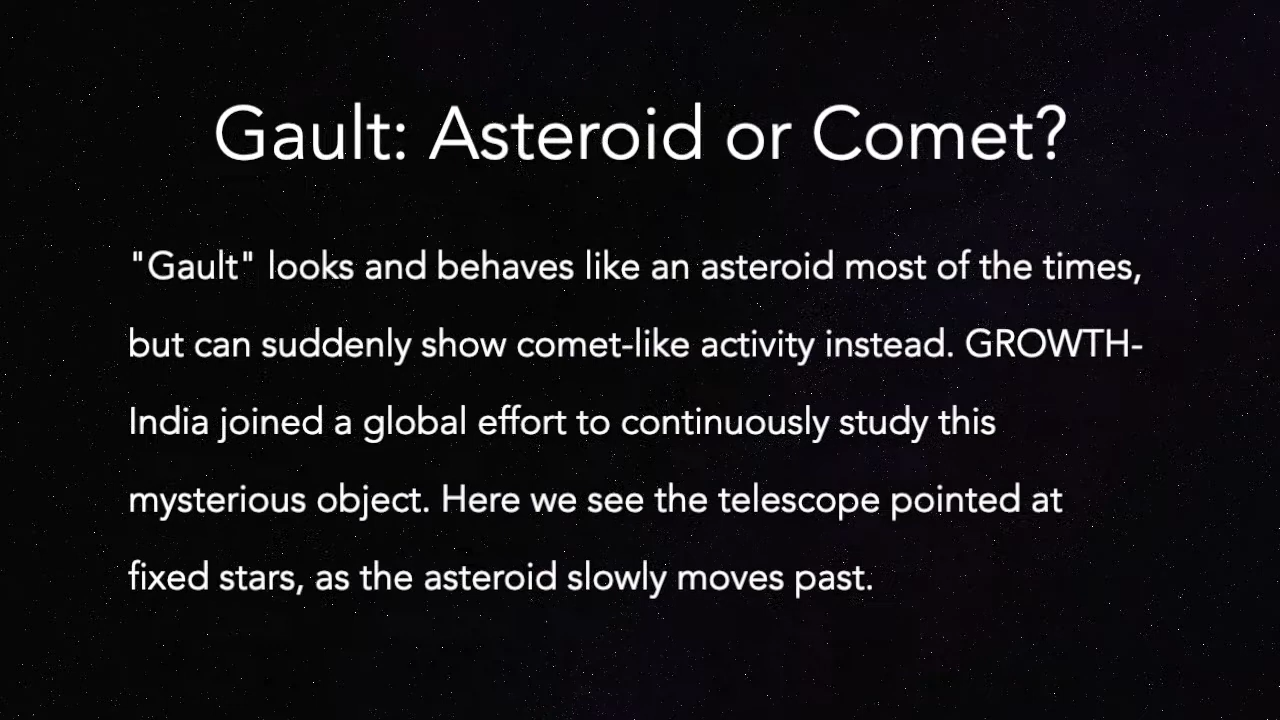 Gault: Asteroid or Comet?
"Gault" looks and behaves like an asteroid most of the times,
but can suddenly show comet-like activity instead. GROWTH-
India joined a global effort to continuously study this
mysterious object. Here we see the telescope pointed at
fixed stars, as the asteroid slowly moves past.